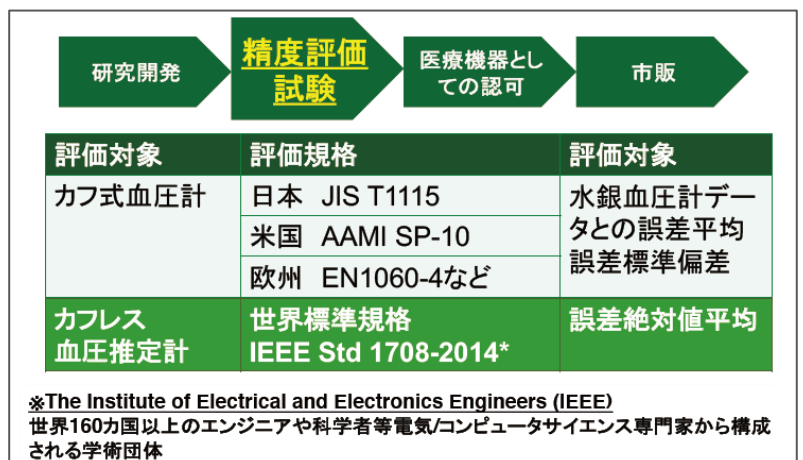 研究開発
精度評価
試験
医療機器とし
ての認可
市販
評価対象
評価規格
評価対象
カフ式血圧計
日本 JIS T1115
米国 AAMI SP-10
欧州 EN1060-4など
水銀血圧計デー
タとの誤差平均
誤差標準偏差
カフレス
血圧推定計
世界標準規格
IEEE Std 1708-2014*
誤差絶対値平均
※The Institute of Electrical and Electronics Engineers (IEEE)
世界160カ国以上のエンジニアや科学者等電気/コンピュータサイエンス専門家から構成
される学術団体